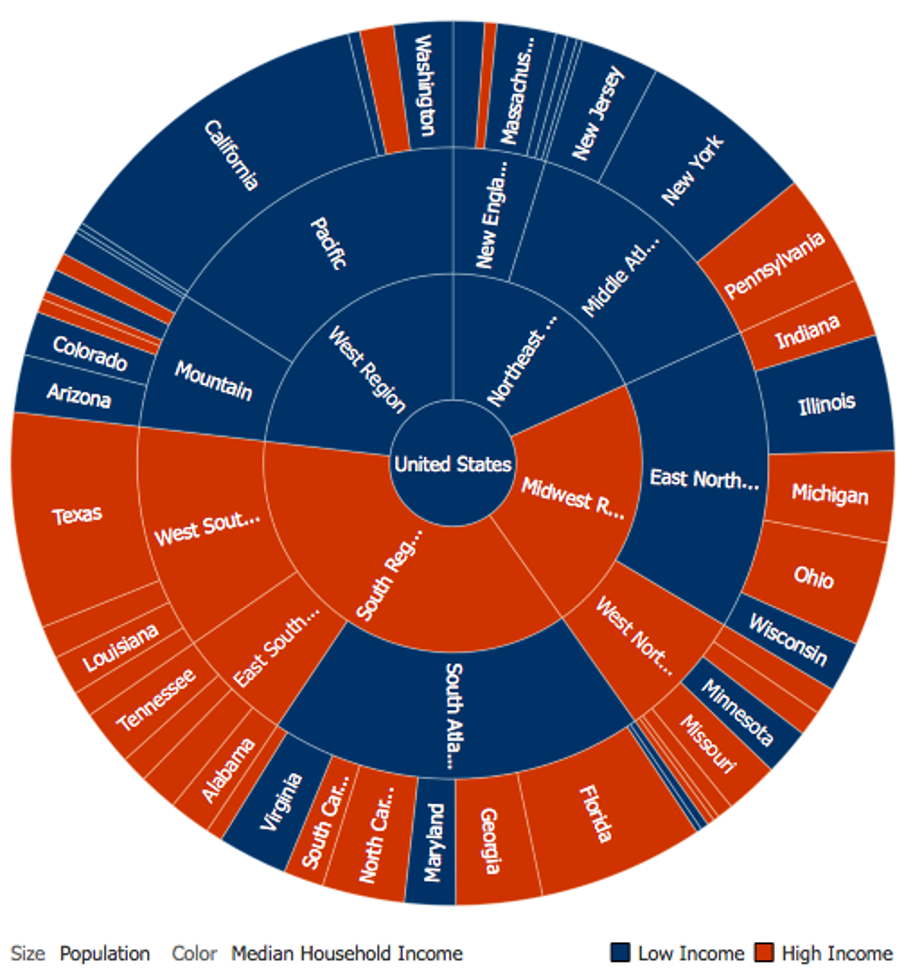 Washington
Massachus...
New Jersey
New York
Pennsylvania
Indiana
Illinois
Michigan
Ohio
Wisconsin
Minnesota
Missouri
Florida
Georgia
Maryland
North Car...
South Car...
Virginia
Alabama
Tennessee
Louisiana
Texas
Arizona
Colorado
California
Pacific
New Engla...
Middle Atl...
East North...
West Nort...
South Atla...
East South...
West Sout...
Mountain
West Region
Northeast ...
Midwest R...
South Reg...
United States
Size Population Color Median Household Income Low Income High Income